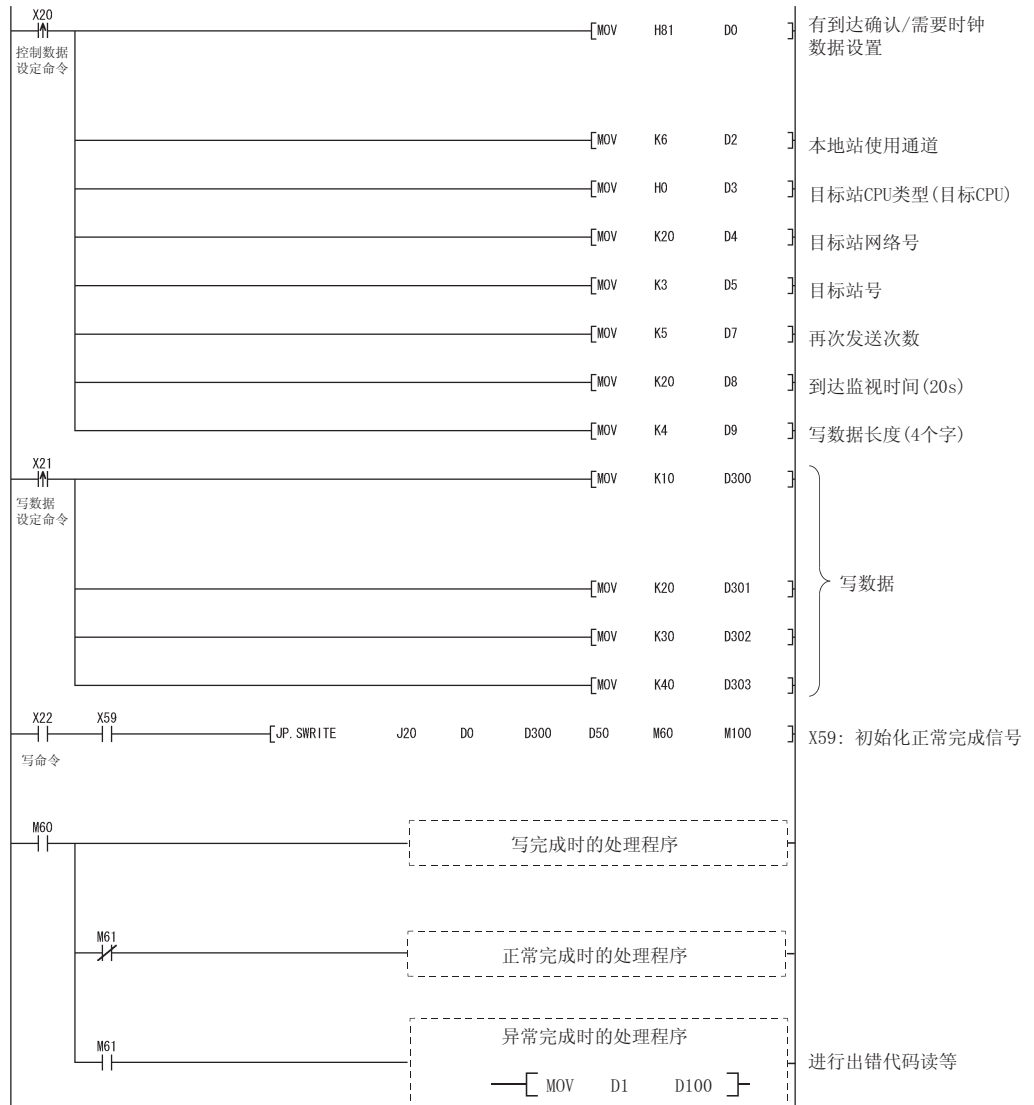 X20
控制数据
设定命令
MOV H81 D0
有到达确认/需要时钟
数据设置
MOV K6 D2
本地站使用通道
MOV H0 D3
目标站CPU类型(目标CPU)
MOV K20 D4
目标站网络号
MOV K3 D5
目标站号
MOV K5 D7
再次发送次数
MOV K20 D8
到达监视时间(20s)
MOV K4 D9
写数据长度(4个字)
X21
写数据
设定命令
MOV K10 D300
MOV K20 D301
写数据
MOV K30 D302
MOV K40 D303
X22 X59
写命令
JP.SWRITE J20 D0 D300 D50 M60 M100
X59: 初始化正常完成信号
M60
写完成时的处理程序
M61
正常完成时的处理程序
M61
异常完成时的处理程序
MOV D1 D100
进行出错代码读等